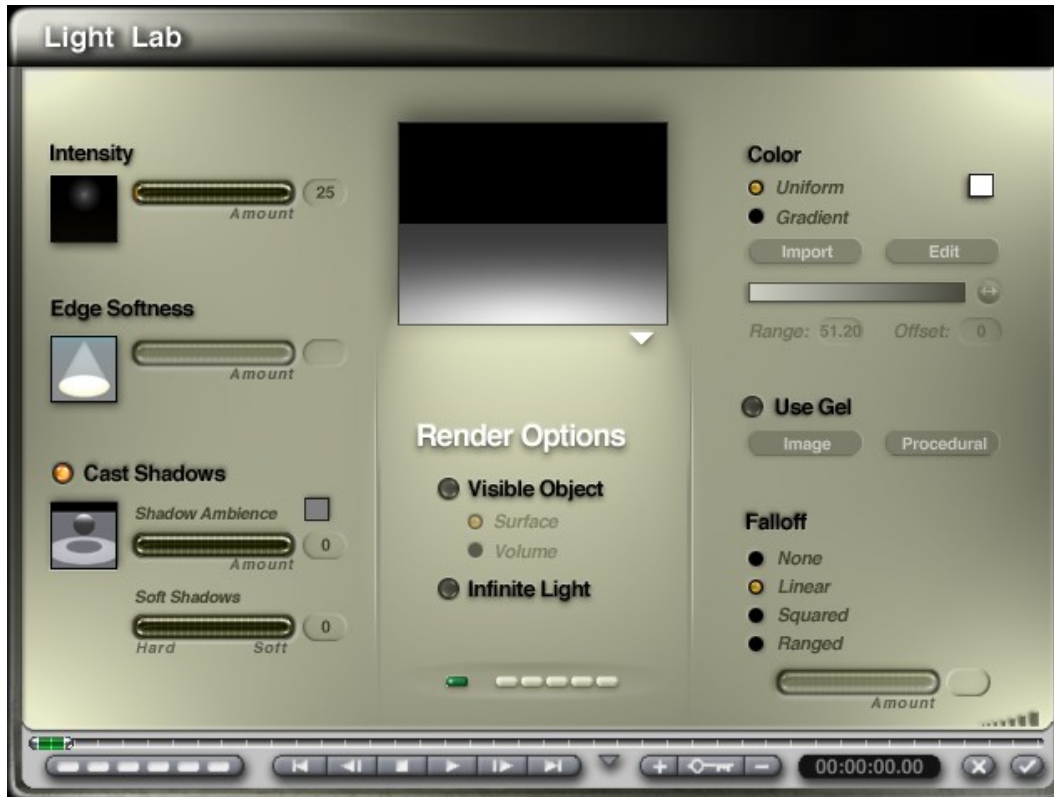 Light Lab
Intensity
25
Amount
Edge Softness
Amount
Cast Shadows
Shadow Ambience
0
Amount
Soft Shadows
0
Hard Soft
Render Options
Visible Object
Surface
Volume
Infinite Light
Color
Uniform
Gradient
Import Edit
Range: 51.20 Offset: 0
Use Gel
Image Procedural
Falloff
None
Linear
Squared
Ranged
Amount
00:00:00.00